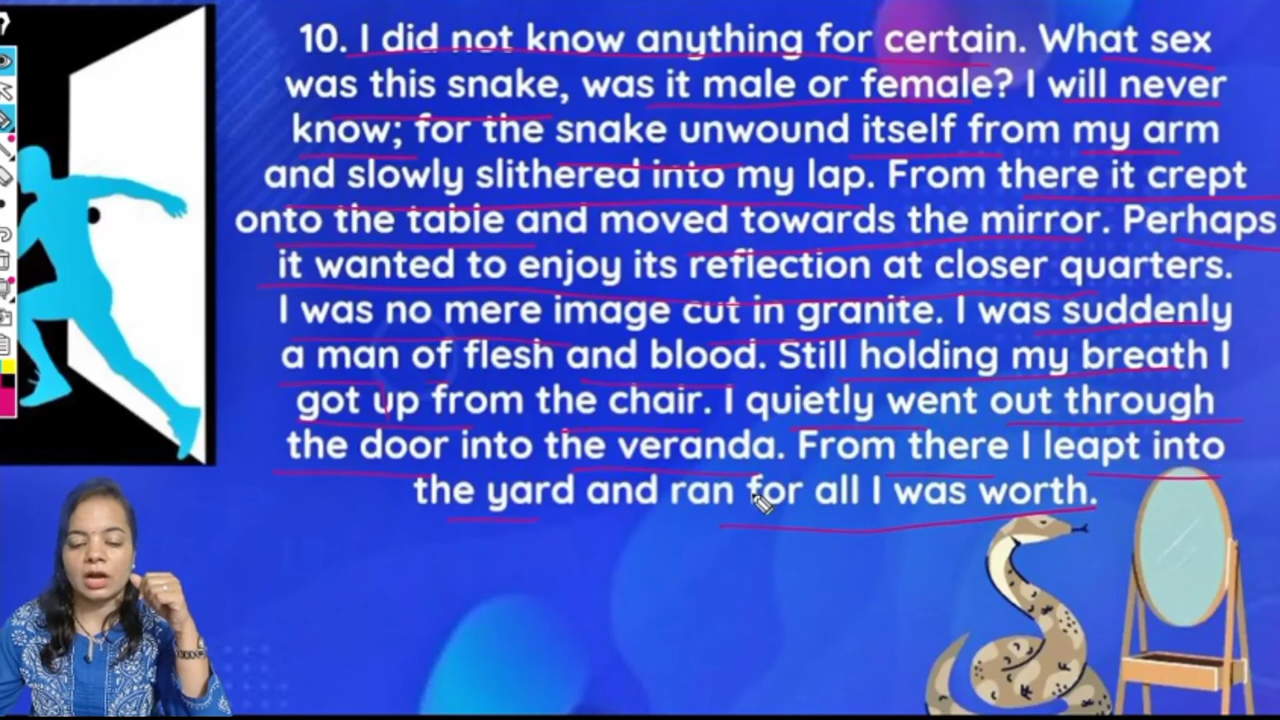 10. I did not know anything for certain. What sex
was this snake, was it male or female? I will never
know; for the snake unwound itself from my arm
and slowly slithered into my lap. From there it crept
onto the table and moved towards the mirror. Perhaps
it wanted to enjoy its reflection at closer quarters.
I was no mere image cut in granite. I was suddenly
a man of flesh and blood. Still holding my breath I
got up from the chair. I quietly went out through
the door into the veranda. From there I leapt into
the yard and ran for all I was worth.